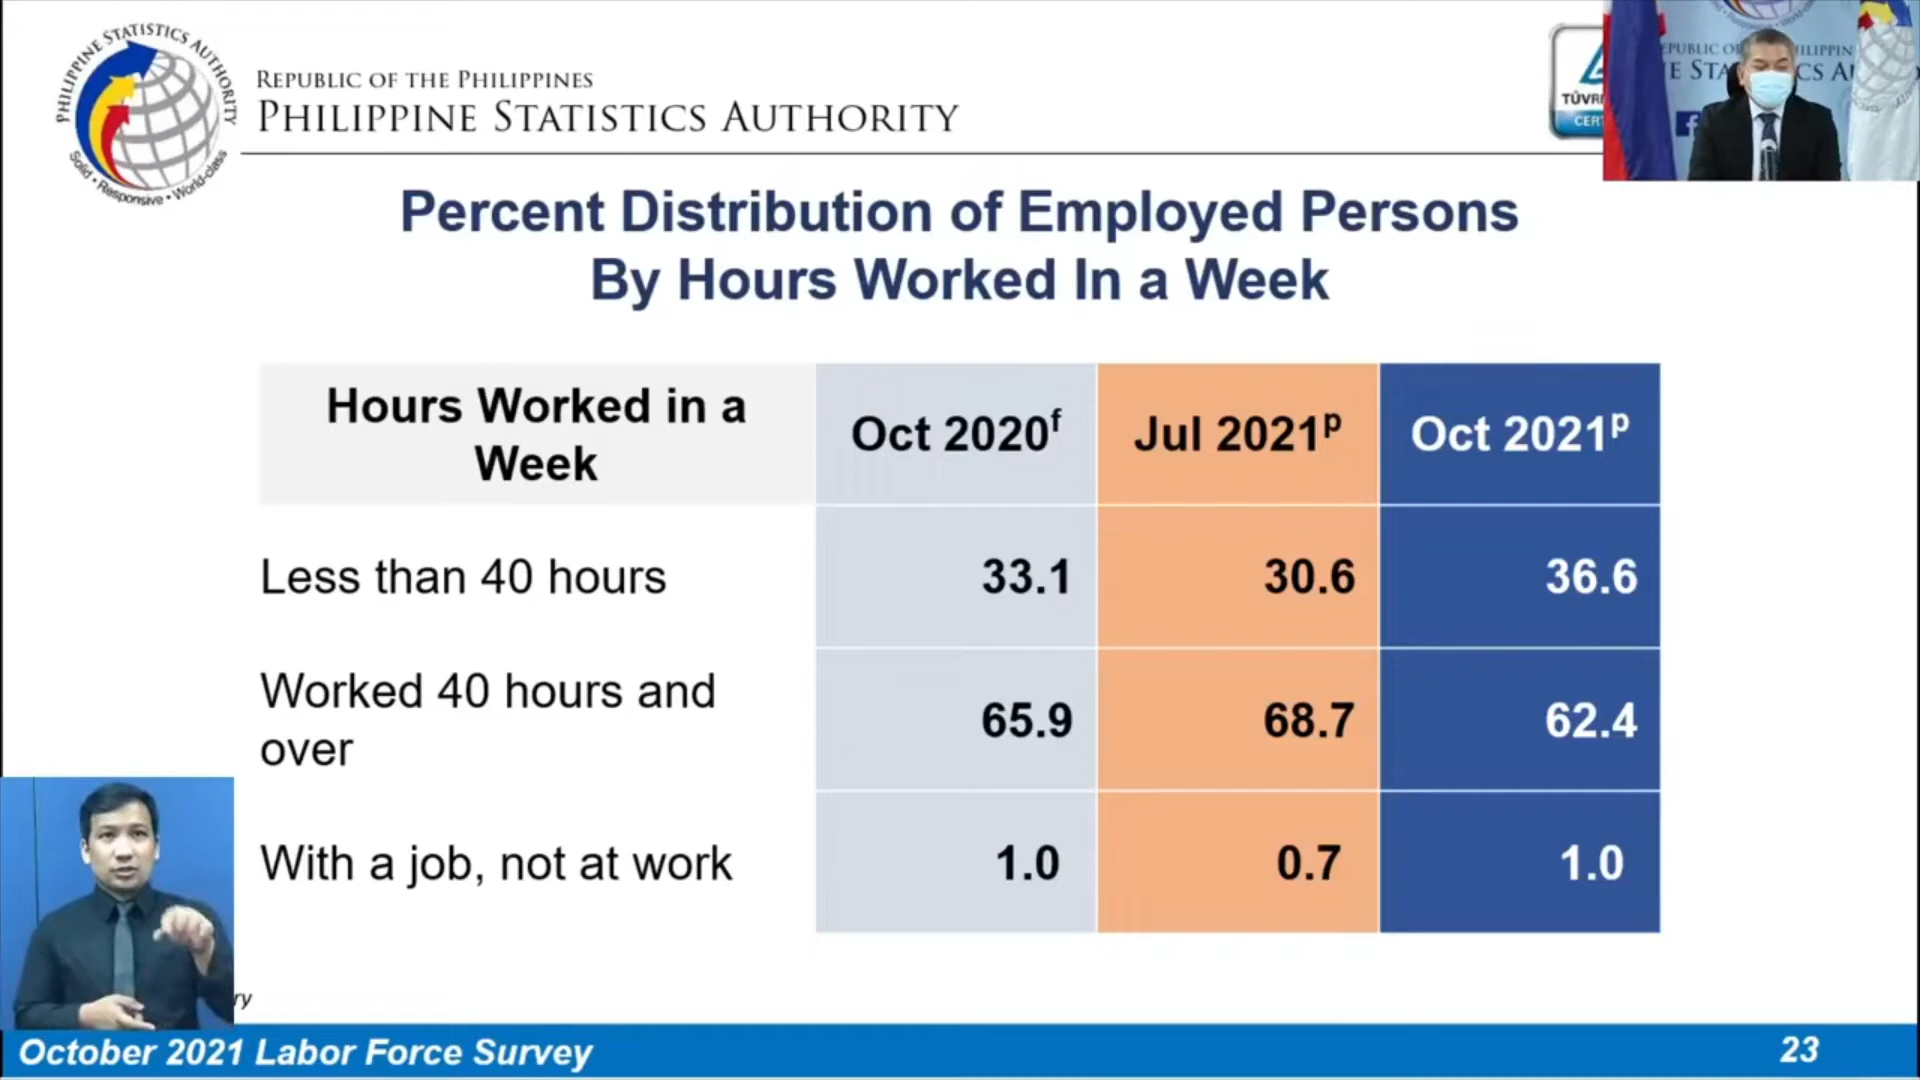 PHILIPPINE STATISTICS AUTHORITY
Solid • Responsive • World-class
REPUBLIC OF THE PHILIPPINES
PHILIPPINE STATISTICS AUTHORITY
Percent Distribution of Employed Persons
By Hours Worked In a Week
Hours Worked in a
Week
Oct 2020f
Jul 2021p
Oct 2021p
Less than 40 hours
33.1
30.6
36.6
Worked 40 hours and
over
65.9
68.7
62.4
With a job, not at work
1.0
0.7
1.0
October 2021 Labor Force Survey
23